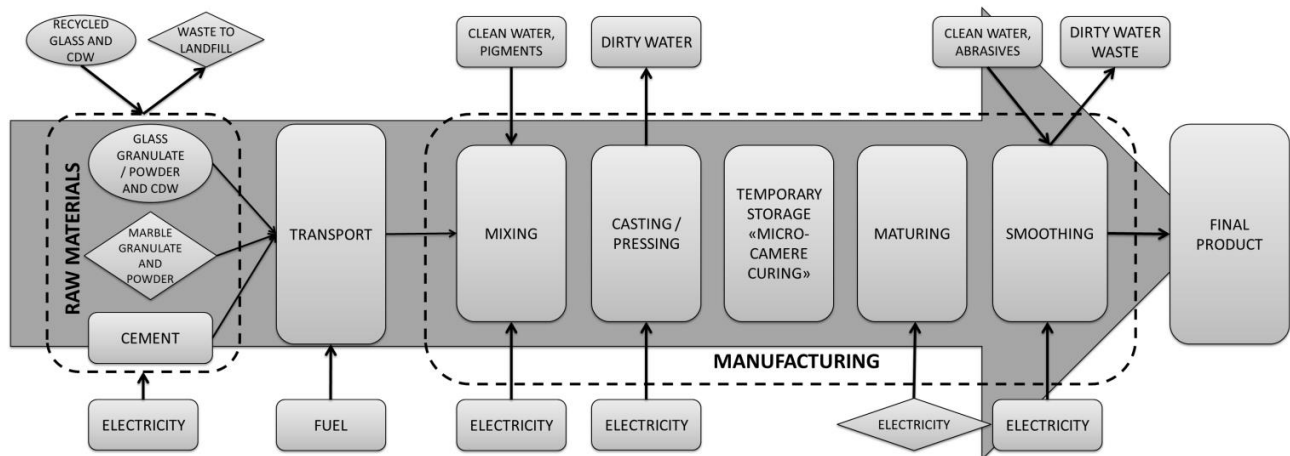 RECYCLED
GLASS AND
CDW
WASTE TO
LANDFILL
CLEAN WATER,
PIGMENTS
DIRTY WATER
CLEAN WATER,
ABRASIVES
DIRTY WATER
WASTE
RAW MATERIALS
GLASS
GRANULATE
/ POWDER
AND CDW
MARBLE
GRANULATE
AND
POWDER
CEMENT
TRANSPORT
MIXING
CASTING /
PRESSING
TEMPORARY
STORAGE
«MICRO-
CAMERE
CURING»
MATURING
SMOOTHING
FINAL
PRODUCT
MANUFACTURING
ELECTRICITY
FUEL
ELECTRICITY
ELECTRICITY
ELECTRICITY
ELECTRICITY